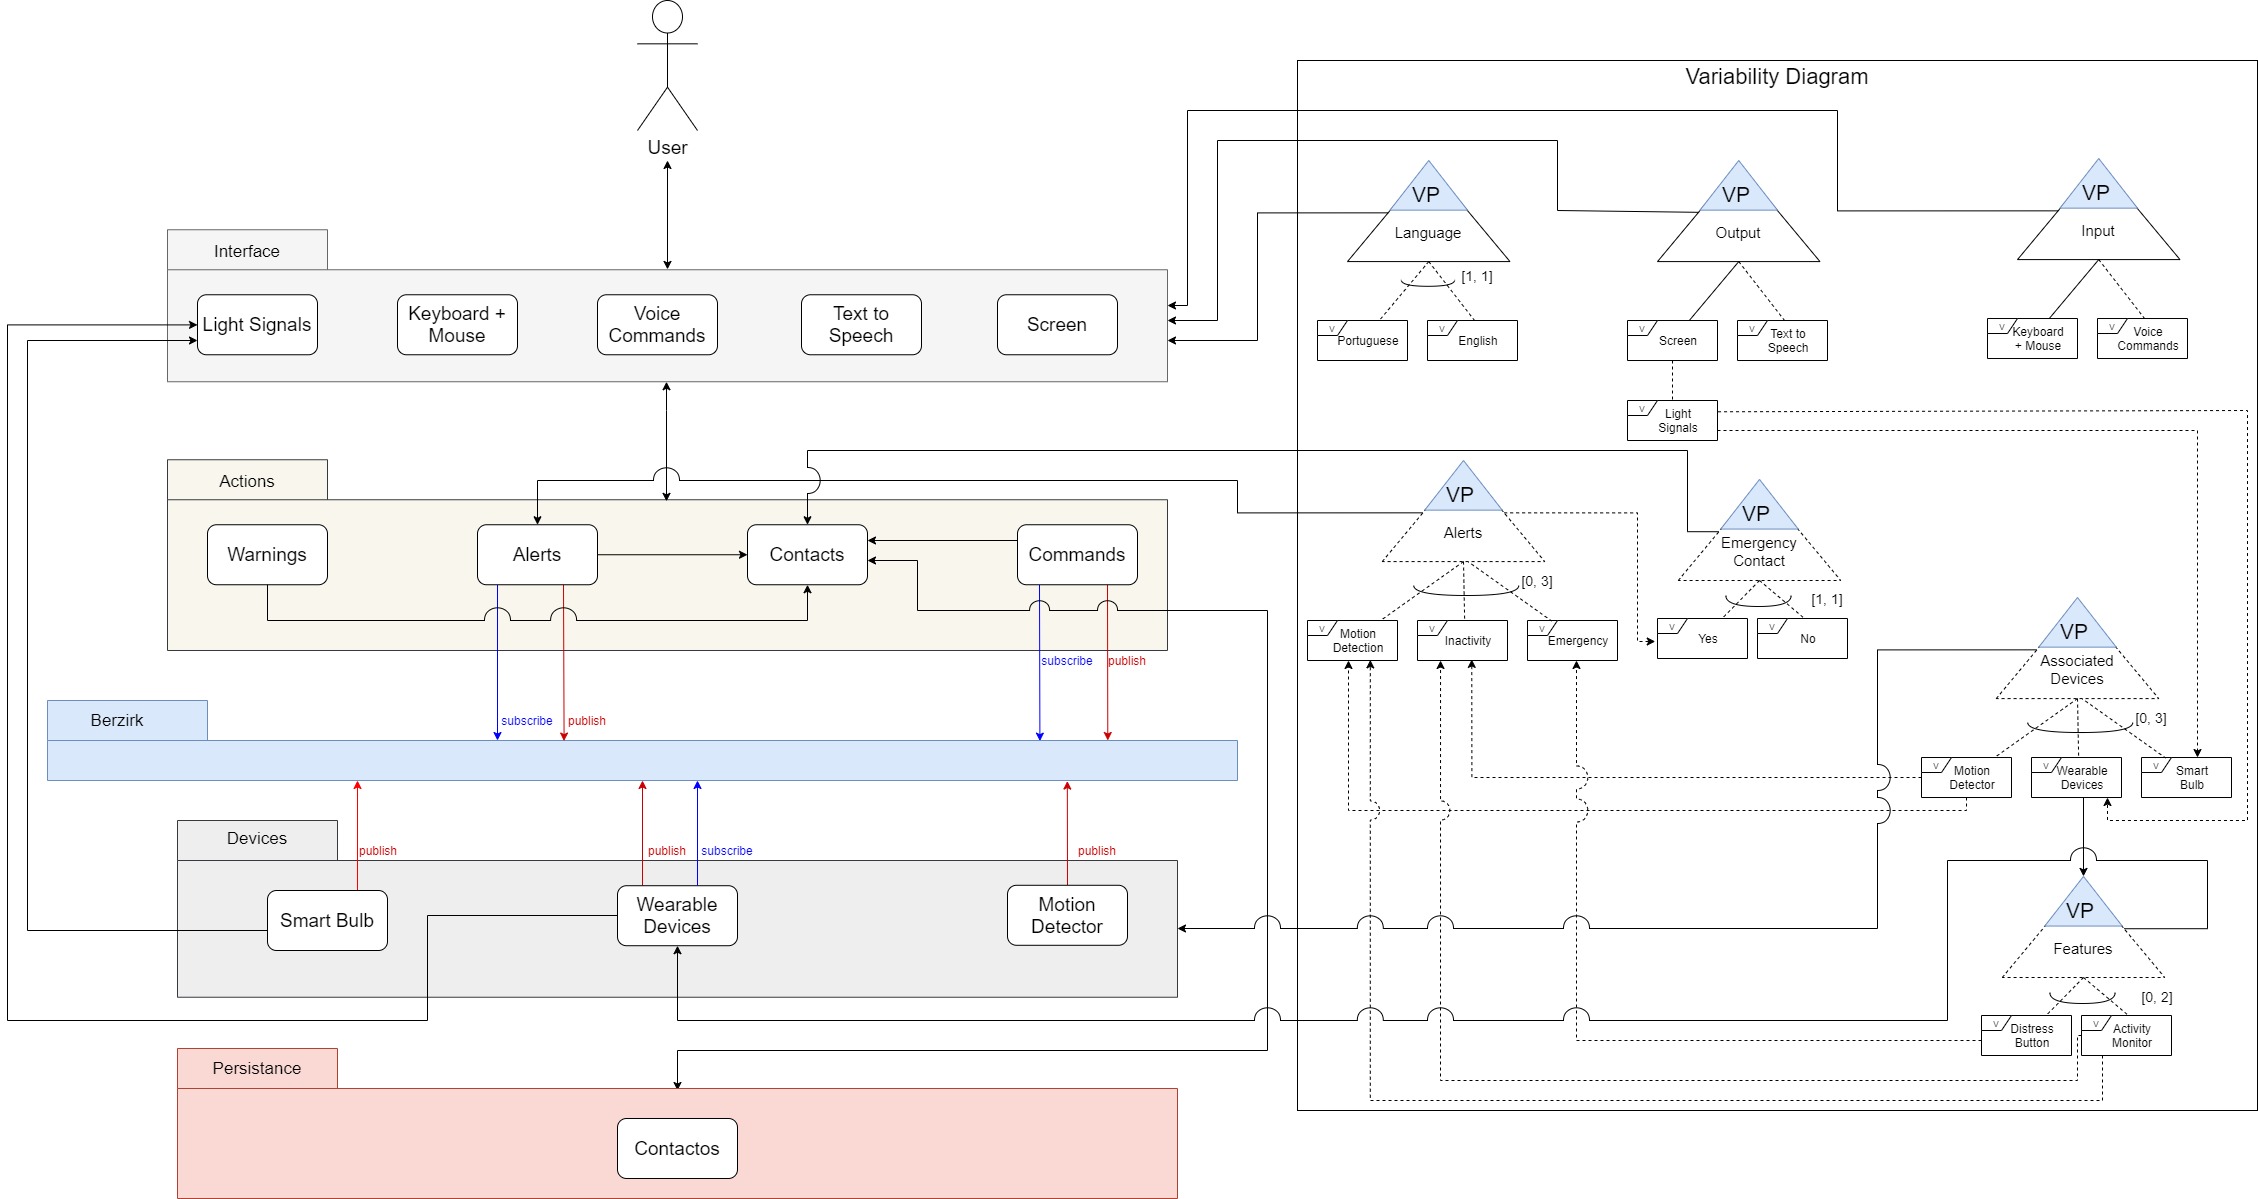 User
Interface
Light Signals
Keyboard +
Mouse
Voice
Commands
Text to
Speech
Screen
Actions
Warnings
Alerts
Contacts
Commands
subscribe
publish
subscribe
publish
Berzirk
publish
publish
subscribe
publish
Devices
Smart Bulb
Wearable
Devices
Motion
Detector
Persistance
Contactos
Variability Diagram
VP
Language
[1, 1]
V
Portuguese
V
English
VP
Output
V
Screen
V
Text to
Speech
V
Light
Signals
VP
Input
V
Keyboard
+ Mouse
V
Voice
Commands
VP
Alerts
[0, 3]
V
Motion
Detection
V
Inactivity
V
Emergency
VP
Emergency
Contact
[1, 1]
V
Yes
V
No
VP
Associated
Devices
[0, 3]
V
Motion
Detector
V
Wearable
Devices
V
Smart
Bulb
VP
Features
[0, 2]
V
Distress
Button
V
Activity
Monitor